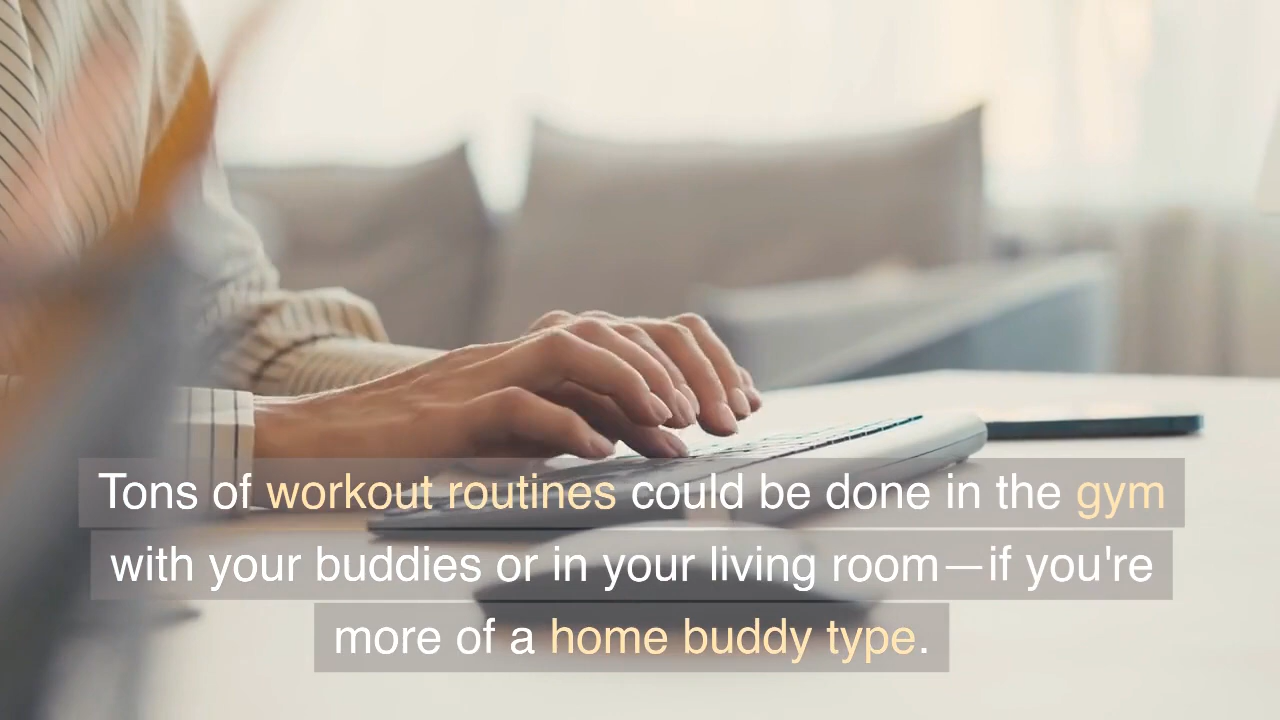 Tons of workout routines could be done in the gym
with your buddies or in your living room—if you're
more of a home buddy type.